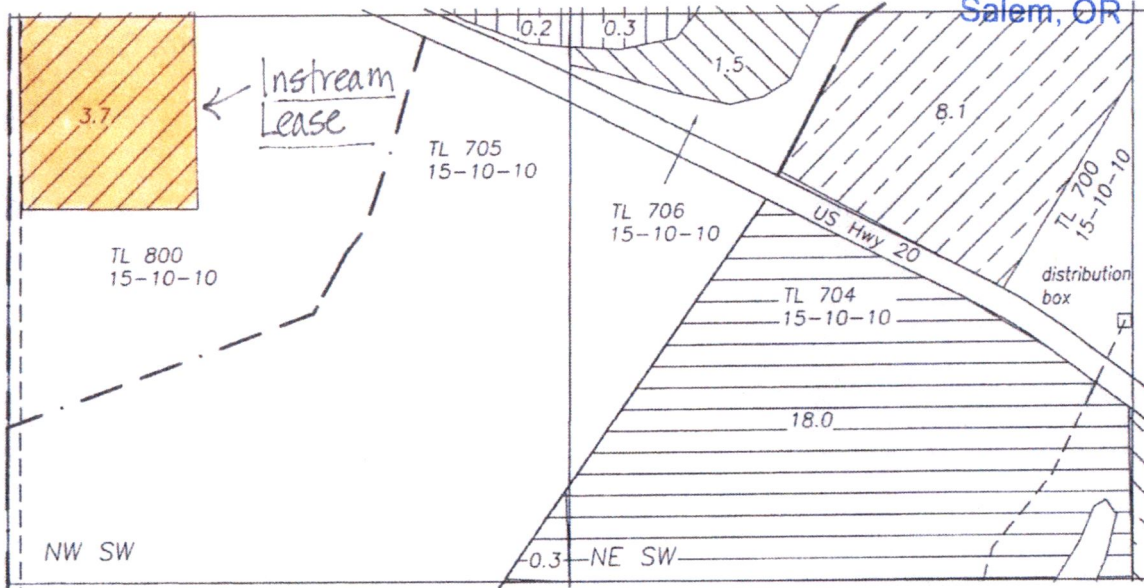 Salem, OR
0.2
0.3
1.5
3.7
Instream
Lease
8.1
TL 705
15-10-10
TL 700
15-10-10
TL 706
15-10-10
US Hwy 20
TL 800
15-10-10
distribution
box
TL 704
15-10-10
18.0
NW SW
0.3
NE SW